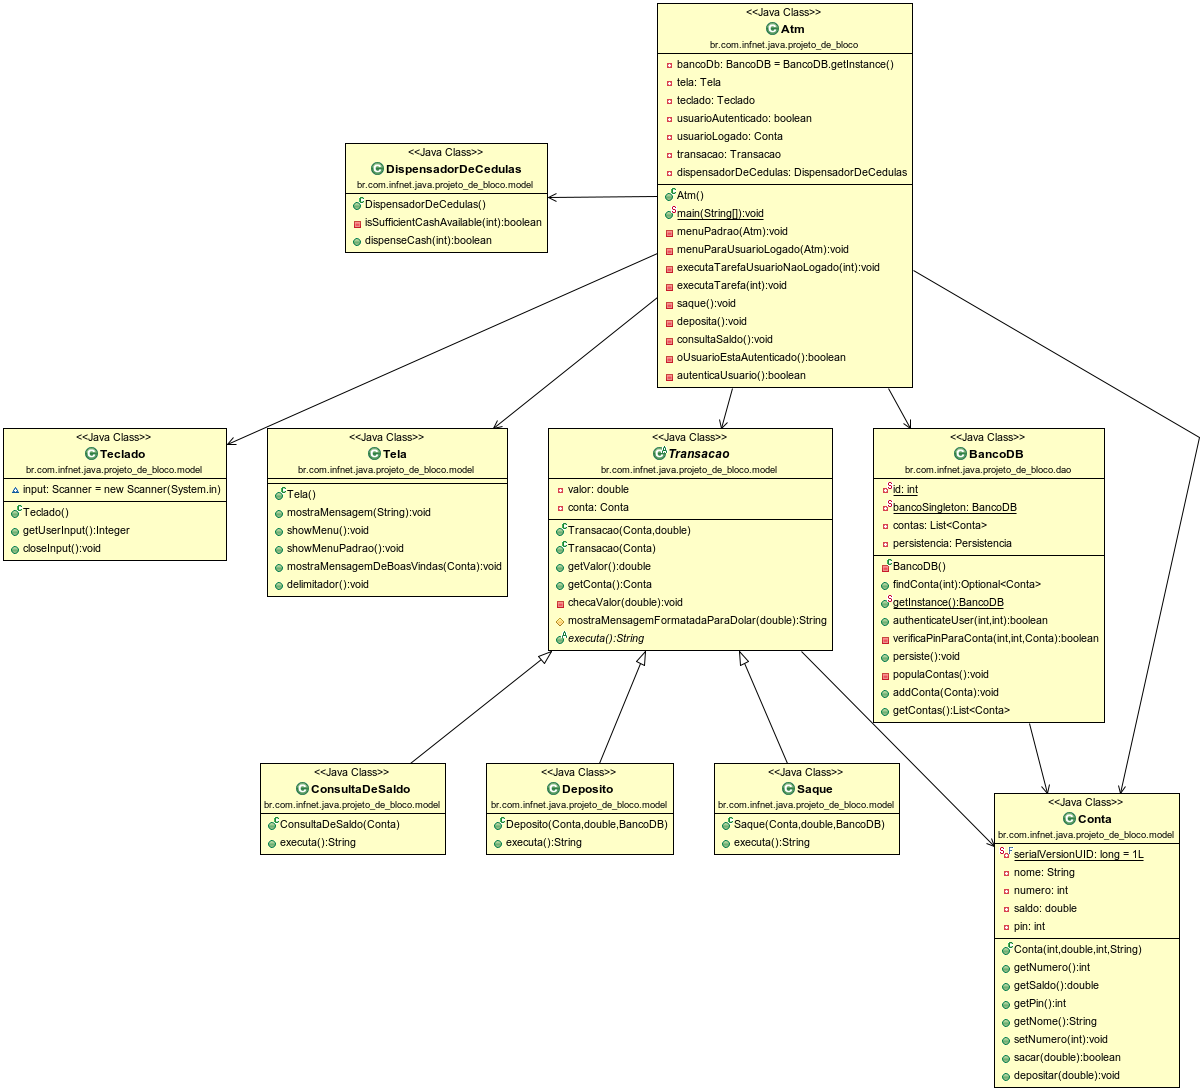 <<Java Class>>
Atm
br.com.infnet.java.projeto_de_bloco
bancoDb: BancoDB = BancoDB.getInstance()
tela: Tela
teclado: Teclado
usuarioAutenticado: boolean
usuarioLogado: Conta
transacao: Transacao
dispensadorDeCedulas: DispensadorDeCedulas
Atm()
main(String[]):void
menuPadrao(Atm):void
menuParaUsuarioLogado(Atm):void
executaTarefaUsuarioNaoLogado(int):void
executaTarefa(int):void
saque():void
deposita():void
consultaSaldo():void
oUsuarioEstaAutenticado():boolean
autenticaUsuario():boolean
<<Java Class>>
DispensadorDeCedulas
br.com.infnet.java.projeto_de_bloco.model
DispensadorDeCedulas()
isSufficientCashAvailable(int):boolean
dispenseCash(int):boolean
<<Java Class>>
Teclado
br.com.infnet.java.projeto_de_bloco.model
input: Scanner = new Scanner(System.in)
Teclado()
getUserInput():Integer
closeInput():void
<<Java Class>>
Tela
br.com.infnet.java.projeto_de_bloco.model
Tela()
mostraMensagem(String):void
showMenu():void
showMenuPadrao():void
mostraMensagemDeBoasVindas(Conta):void
delimitador():void
<<Java Class>>
Transacao
br.com.infnet.java.projeto_de_bloco.model
valor: double
conta: Conta
Transacao(Conta,double)
Transacao(Conta)
getValor():double
getConta():Conta
checaValor(double):void
mostraMensagemFormatadaParaDolar(double):String
executa():String
<<Java Class>>
BancoDB
br.com.infnet.java.projeto_de_bloco.dao
id: int
bancoSingleton: BancoDB
contas: List<Conta>
persistencia: Persistencia
BancoDB()
findConta(int):Optional<Conta>
getInstance():BancoDB
authenticateUser(int,int):boolean
verificaPinParaConta(int,int,Conta):boolean
persiste():void
populaContas():void
addConta(Conta):void
getContas():List<Conta>
<<Java Class>>
ConsultaDeSaldo
br.com.infnet.java.projeto_de_bloco.model
ConsultaDeSaldo(Conta)
executa():String
<<Java Class>>
Deposito
br.com.infnet.java.projeto_de_bloco.model
Deposito(Conta,double,BancoDB)
executa():String
<<Java Class>>
Saque
br.com.infnet.java.projeto_de_bloco.model
Saque(Conta,double,BancoDB)
executa():String
<<Java Class>>
Conta
br.com.infnet.java.projeto_de_bloco.model
serialVersionUID: long = 1L
nome: String
numero: int
saldo: double
pin: int
Conta(int,double,int,String)
getNumero():int
getSaldo():double
getPin():int
getNome():String
setNumero(int):void
sacar(double):boolean
depositar(double):void